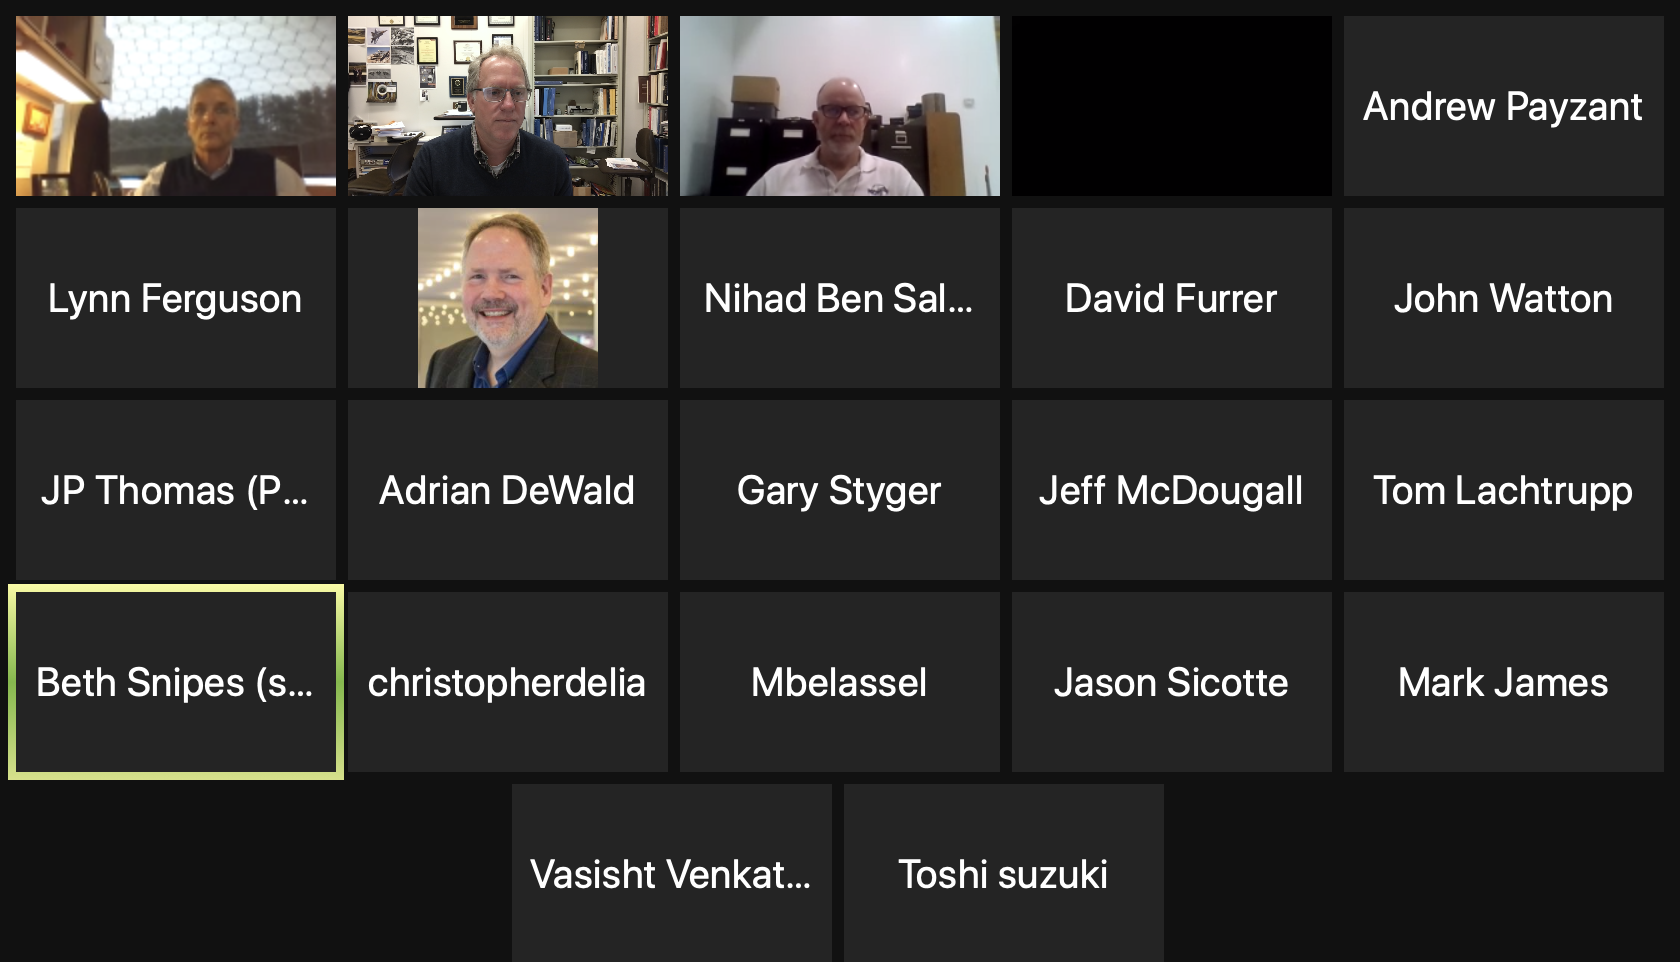 Andrew Payzant
Lynn Ferguson
Nihad Ben Sal...
David Furrer
John Watton
JP Thomas (P...
Adrian DeWald
Gary Styger
Jeff McDougall
Tom Lachtrupp
Beth Snipes (s...
christopherdelia
Mbelassel
Jason Sicotte
Mark James
Vasisht Venkat...
Toshi suzuki